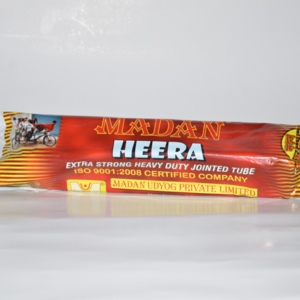 MADAN
HEERA
EXTRA STRONG HEAVY DUTY JOINTED TUBE
ISO 9001:2008 CERTIFIED COMPANY
MADAN UDYOG PRIVATE LIMITED